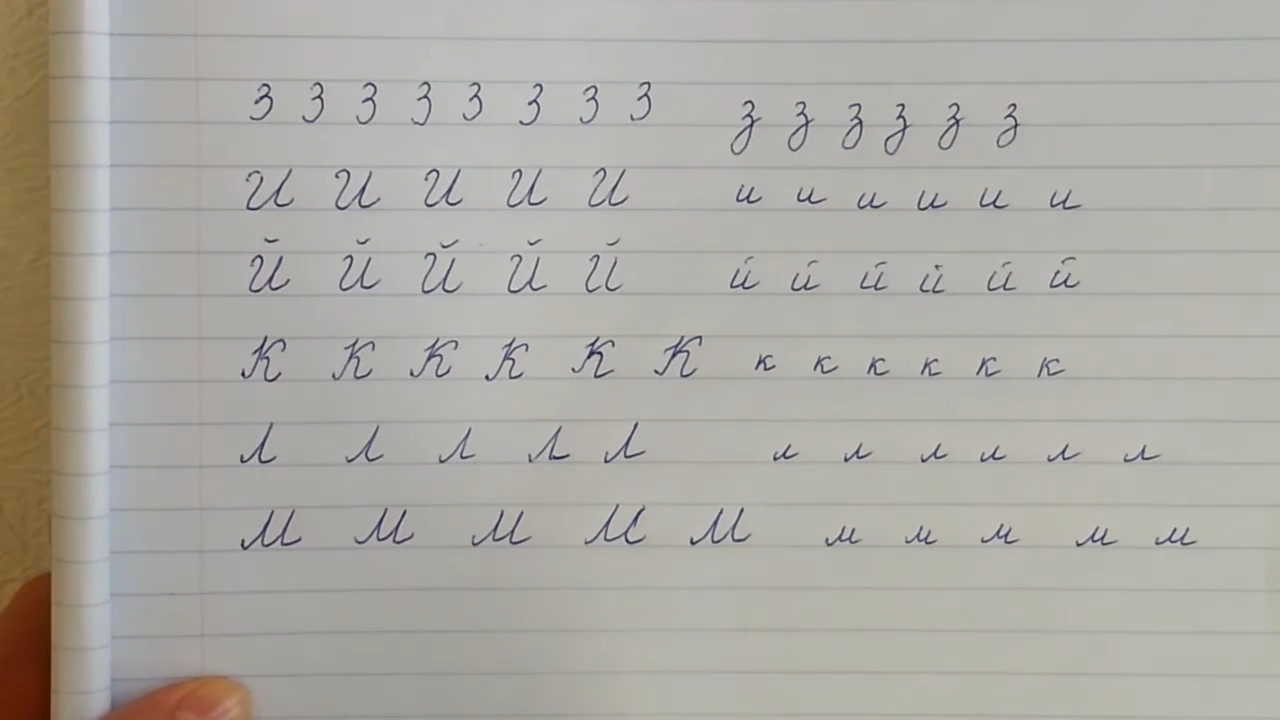 З З З З З З З З з з з з з з
И И И И И и и и и и и
Й Й Й Й Й й й й й й й
К К К К К К к к к к к к
Л Л Л Л Л л л л л л л
М М М М М м м м м м